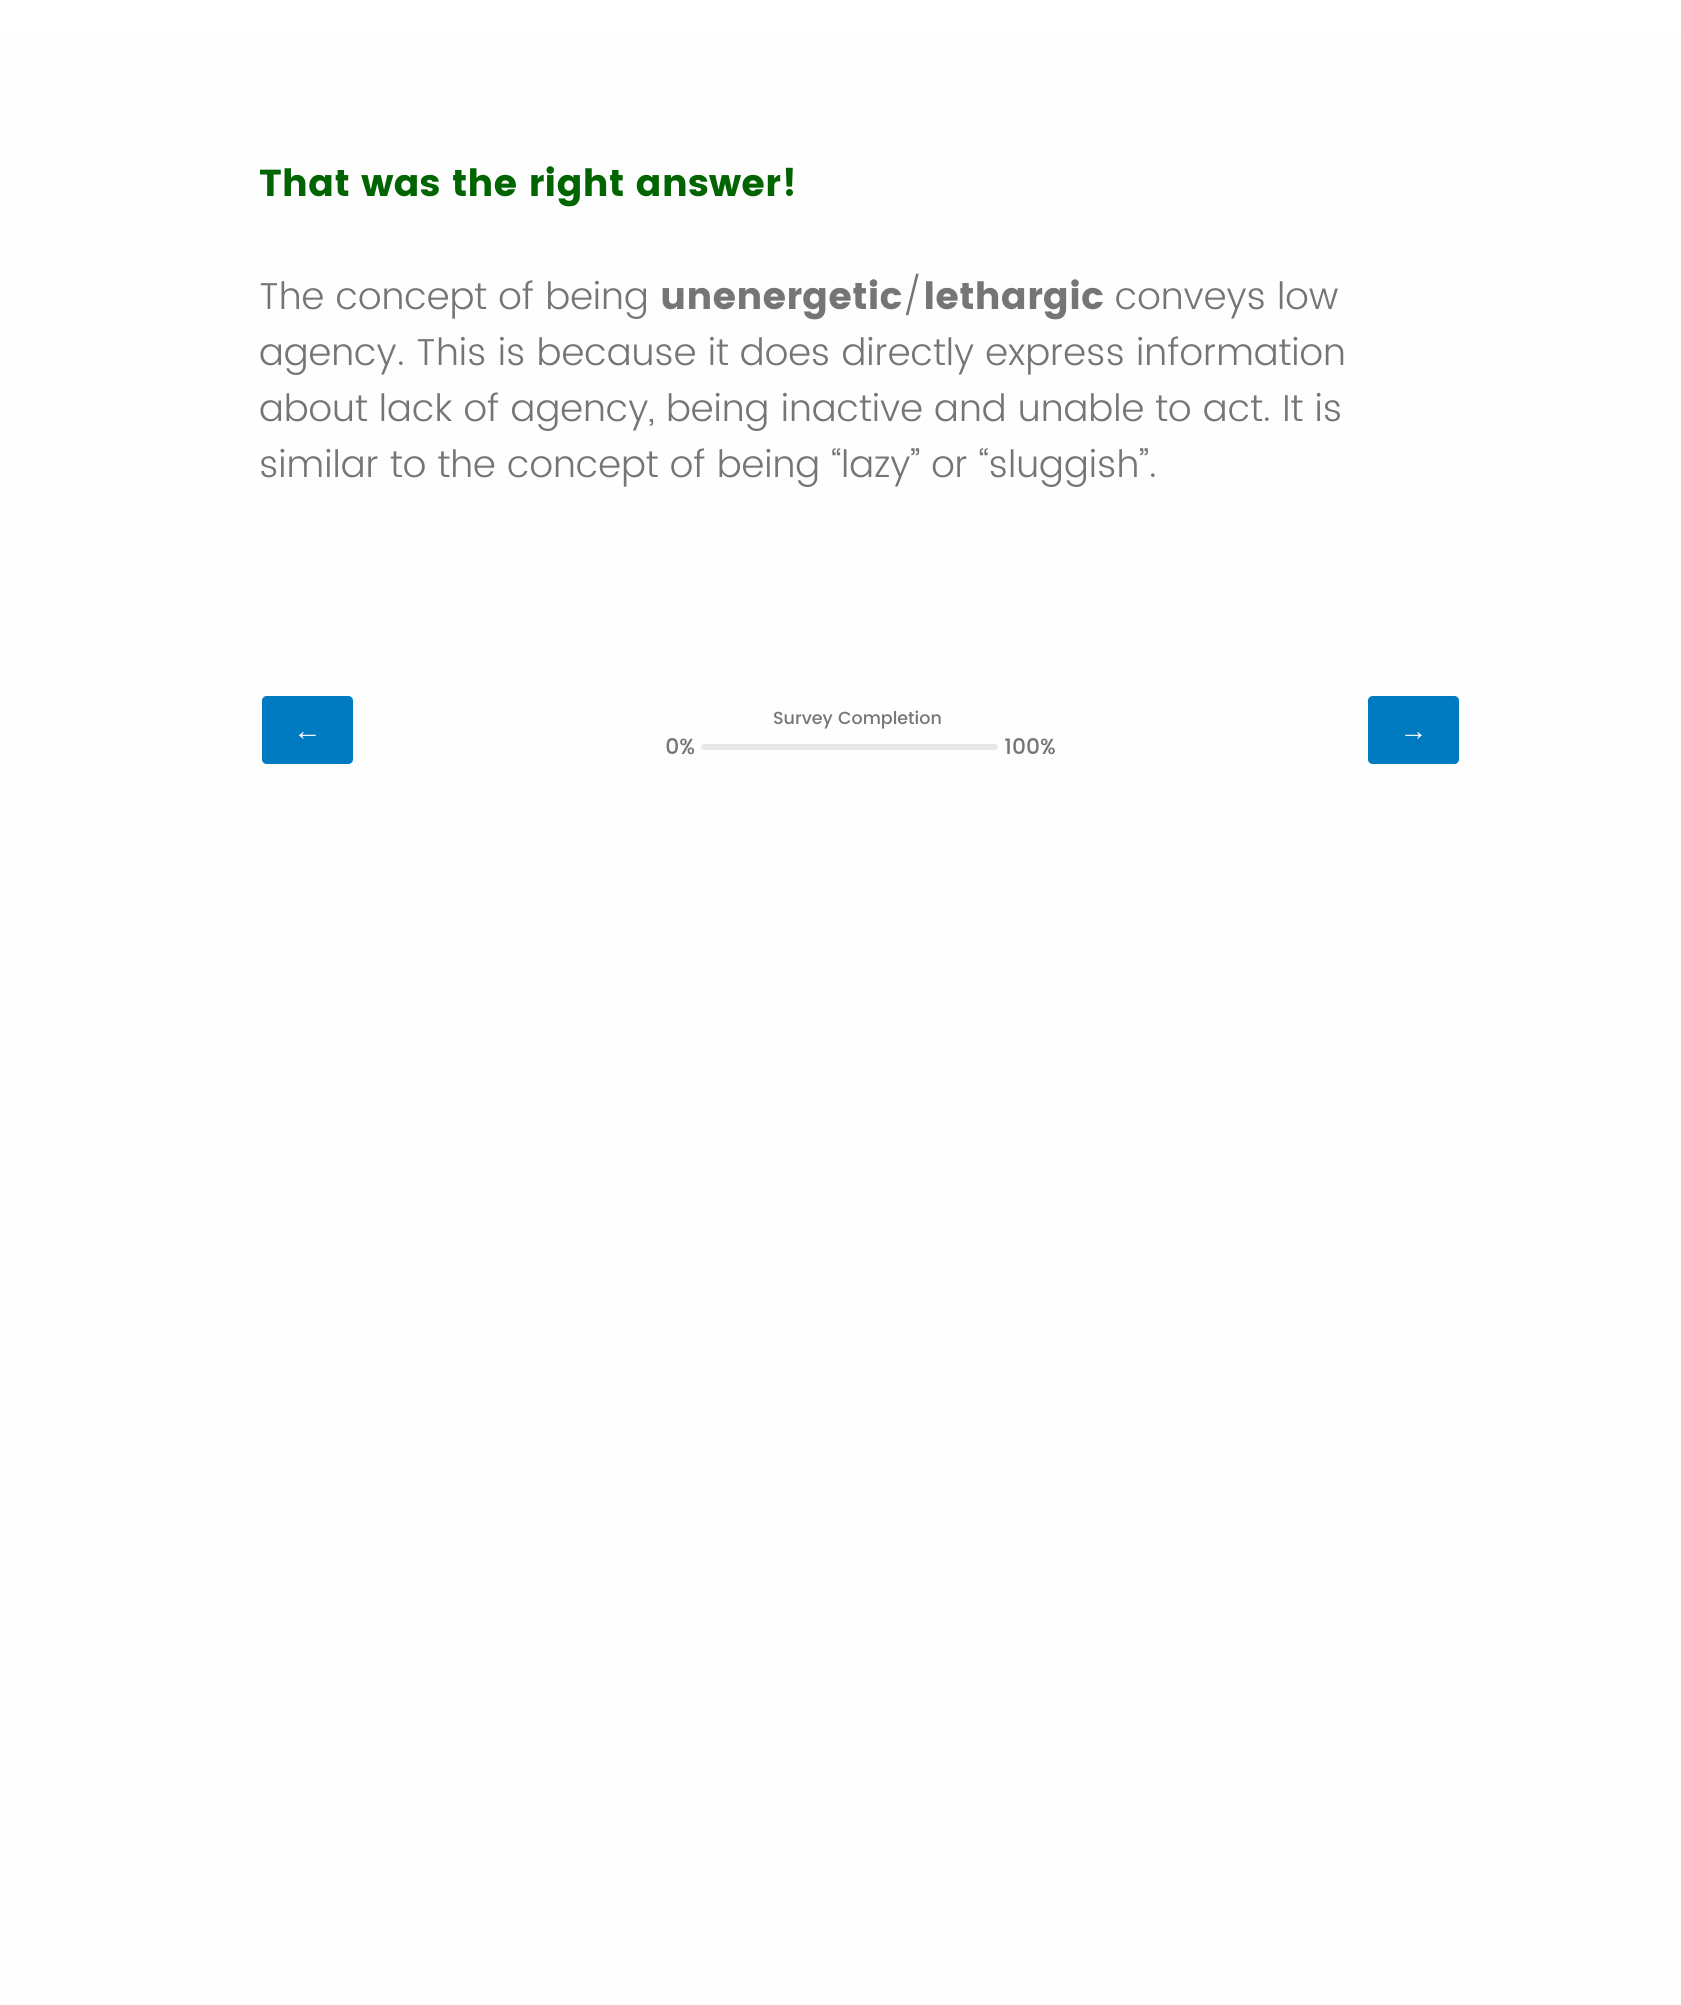 That was the right answer!
The concept of being unenergetic/lethargic conveys low
agency. This is because it does directly express information
about lack of agency, being inactive and unable to act. It is
similar to the concept of being “lazy” or “sluggish”.
←
Survey Completion
0% 100%
→